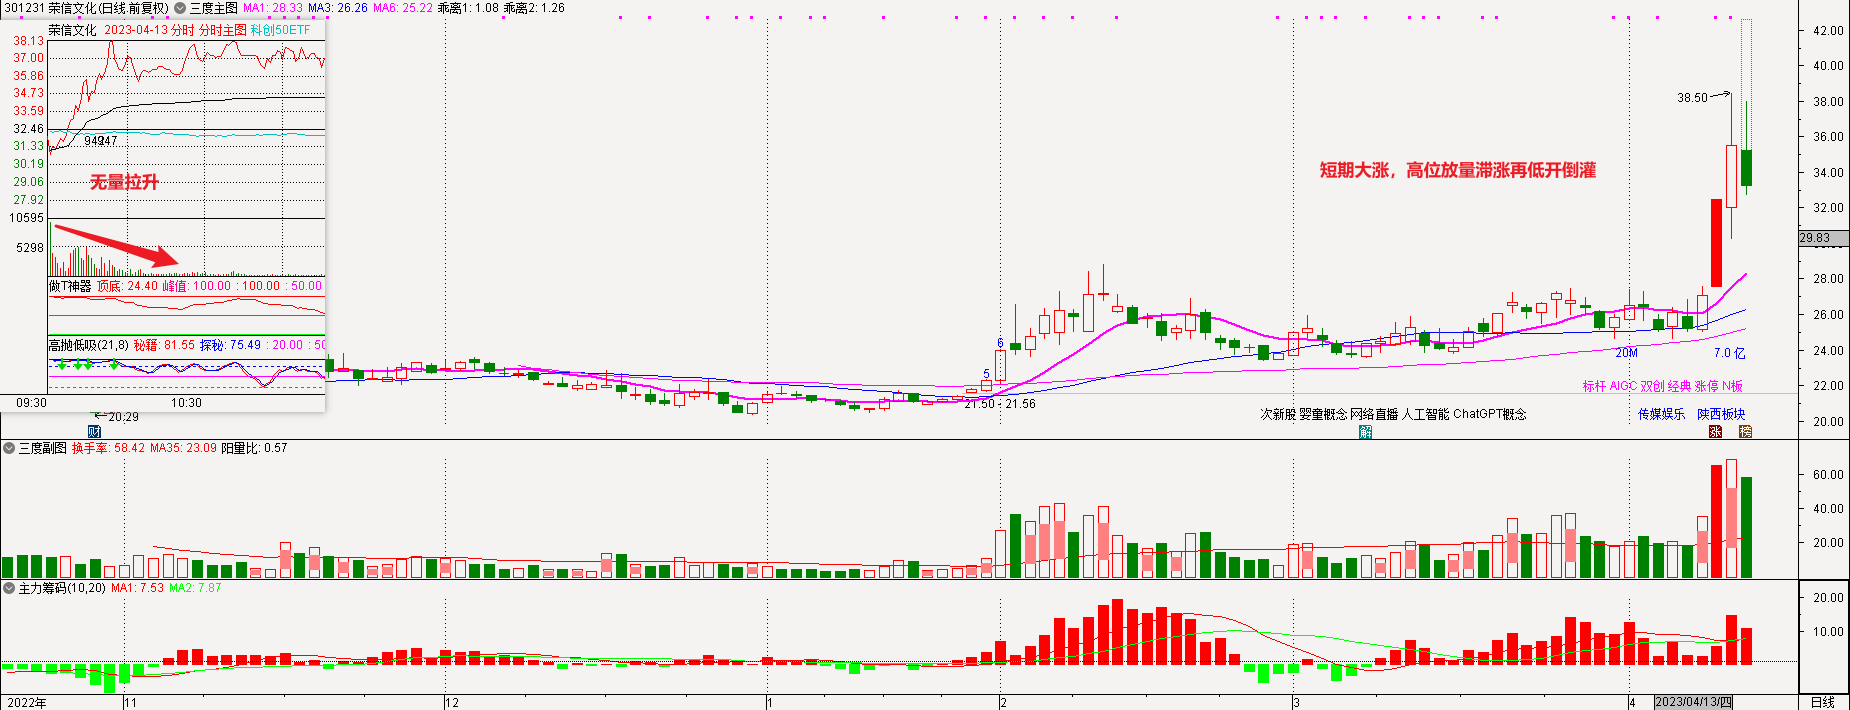 301231 荣信文化(日线.前复权) 三度主图 MA1: 28.33 MA3: 26.26 MA6: 25.22 乖离1: 1.08 乖离2: 1.26
荣信文化 2023-04-13 分时 分时主图 科创50ETF
38.13
37.00
35.86
34.73
33.59
32.46
31.33
30.19
29.06
27.92
10595
5298
无量拉升
做T神器 顶底: 24.40 峰值: 100.00 : 100.00 : 50.00
高抛低吸(21,8) 秘籍: 81.55 探秘: 75.49 : 20.00 : 50
09:30 10:30
20.29
财
38.50
短期大涨，高位放量滞涨再低开倒灌
6
5
21.50 - 21.56
20M 7.0 亿
标杆 AIGC 双创 经典 涨停 N板
次新股 婴童概念 网络直播 人工智能 ChatGPT概念 传媒娱乐 陕西板块
解 涨 榜
42.00
40.00
38.00
36.00
34.00
32.00
29.83
28.00
26.00
24.00
22.00
20.00
三度副图 换手率: 58.42 MA35: 23.09 阳量比: 0.57
60.00
40.00
20.00
主力筹码(10,20) MA1: 7.53 MA2: 7.87
20.00
10.00
2022年 11 12 1 2 3 4 2023/04/13/四 日线